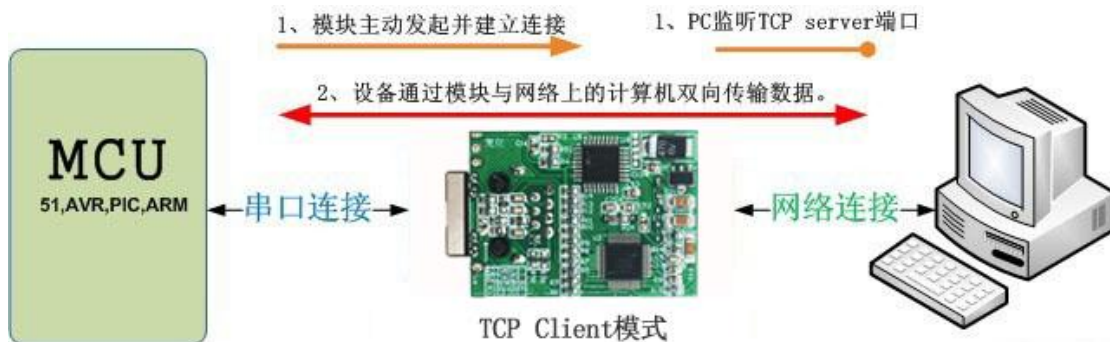 1、模块主动发起并建立连接
1、PC监听TCP server端口
2、设备通过模块与网络上的计算机双向传输数据。
MCU
51,AVR,PIC,ARM
串口连接
网络连接
TCP Client模式